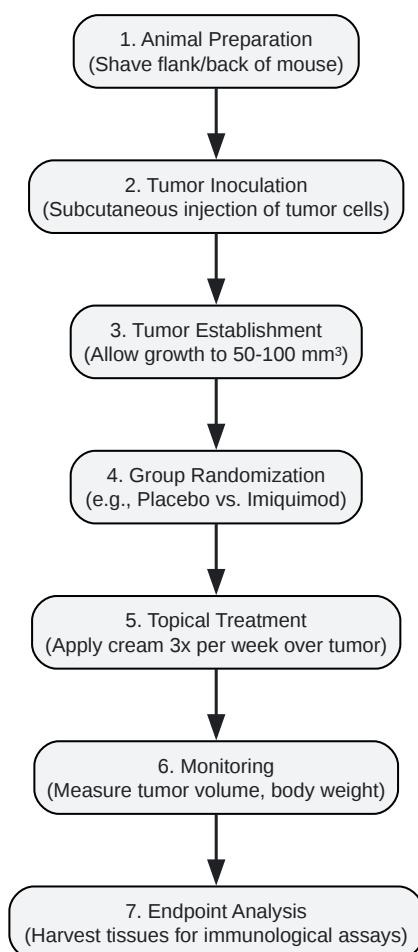 1. Animal Preparation
(Shave flank/back of mouse)
2. Tumor Inoculation
(Subcutaneous injection of tumor cells)
3. Tumor Establishment
(Allow growth to 50-100 mm³)
4. Group Randomization
(e.g., Placebo vs. Imiquimod)
5. Topical Treatment
(Apply cream 3x per week over tumor)
6. Monitoring
(Measure tumor volume, body weight)
7. Endpoint Analysis
(Harvest tissues for immunological assays)